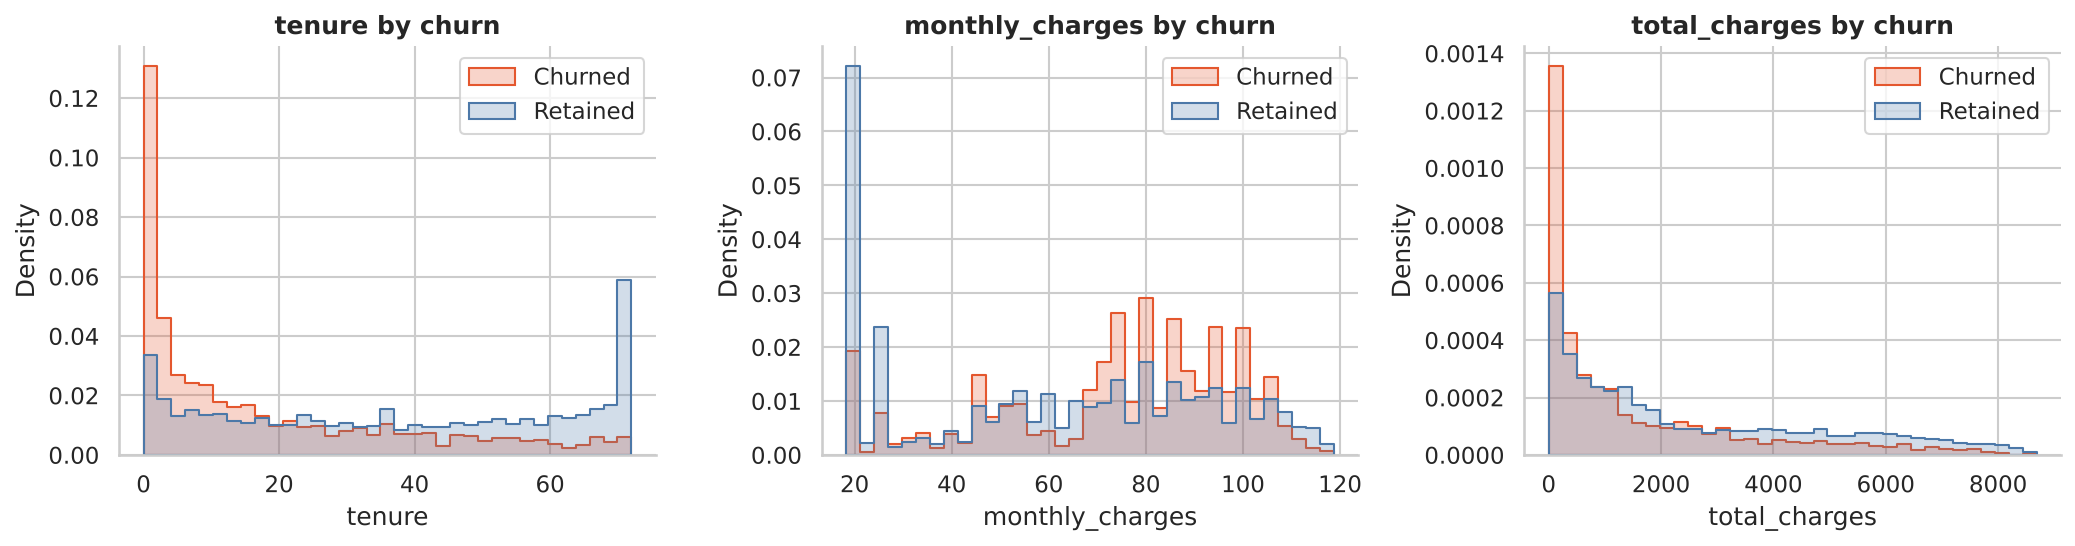 tenure by churn
Churned
Retained
0.12
0.10
0.08
0.06
0.04
0.02
0.00
Density
0
20
40
60
tenure
monthly_charges by churn
Churned
Retained
0.07
0.06
0.05
0.04
0.03
0.02
0.01
0.00
Density
20
40
60
80
100
120
monthly_charges
total_charges by churn
Churned
Retained
0.0014
0.0012
0.0010
0.0008
0.0006
0.0004
0.0002
0.0000
Density
0
2000
4000
6000
8000
total_charges